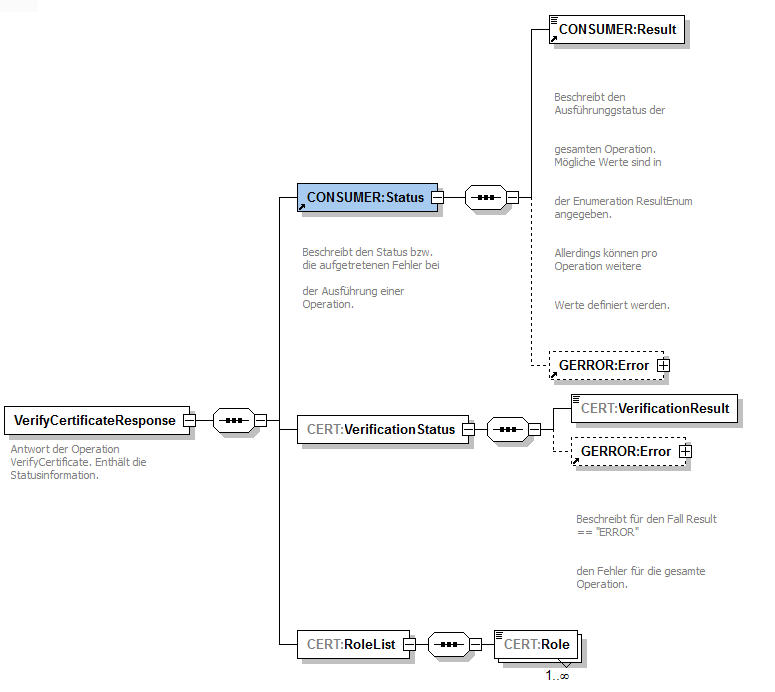 CONSUMER:Result
Beschreibt den
Ausführunggstatus der
gesamten Operation.
Mögliche Werte sind in
der Enumeration ResultEnum
angegeben.
Allerdings können pro
Operation weitere
Werte definiert werden.
CONSUMER:Status
Beschreibt den Status bzw.
die aufgetretenen Fehler bei
der Ausführung einer
Operation.
GERROR:Error
VerifyCertificateResponse
Antwort der Operation
VerifyCertificate. Enthält die
Statusinformation.
CERT:VerificationStatus
CERT:VerificationResult
GERROR:Error
Beschreibt für den Fall Result
== "ERROR"
den Fehler für die gesamte
Operation.
CERT:RoleList
CERT:Role
1..∞